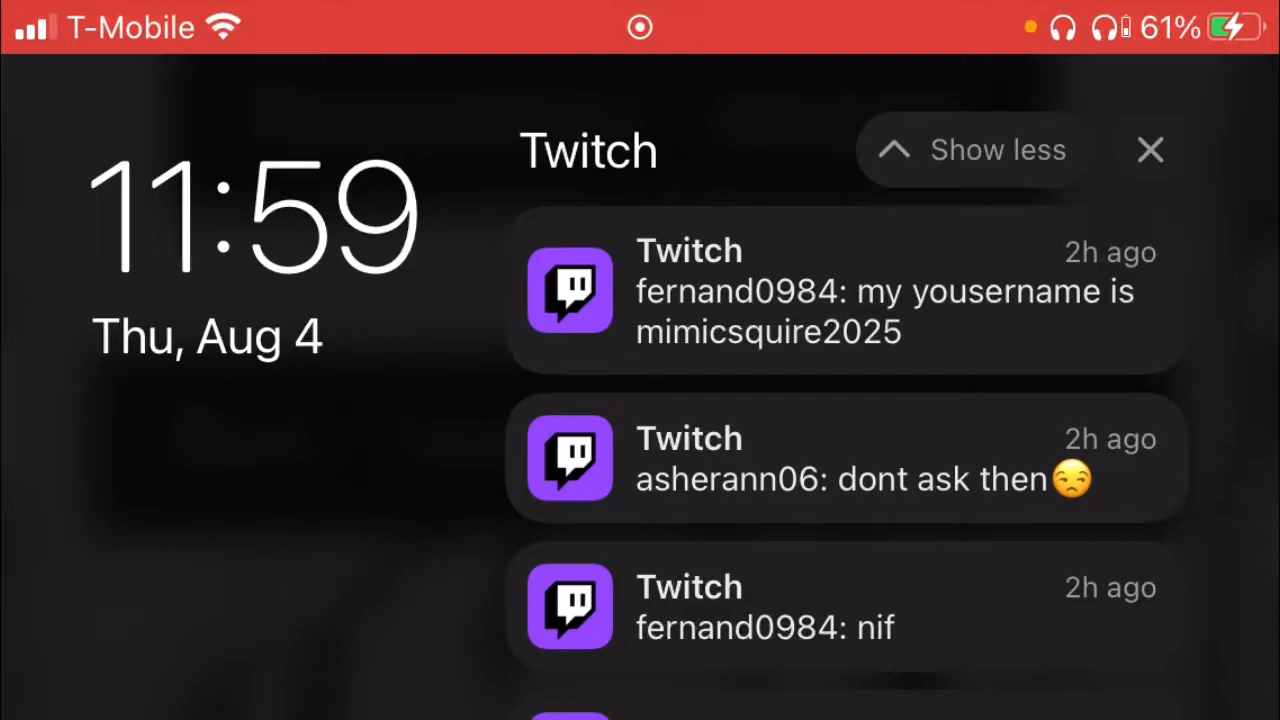 T-Mobile 61%
11:59
Thu, Aug 4
Twitch Show less
Twitch 2h ago
fernand0984: my yousername is
mimicsquire2025
Twitch 2h ago
asherann06: dont ask then😒
Twitch 2h ago
fernand0984: nif